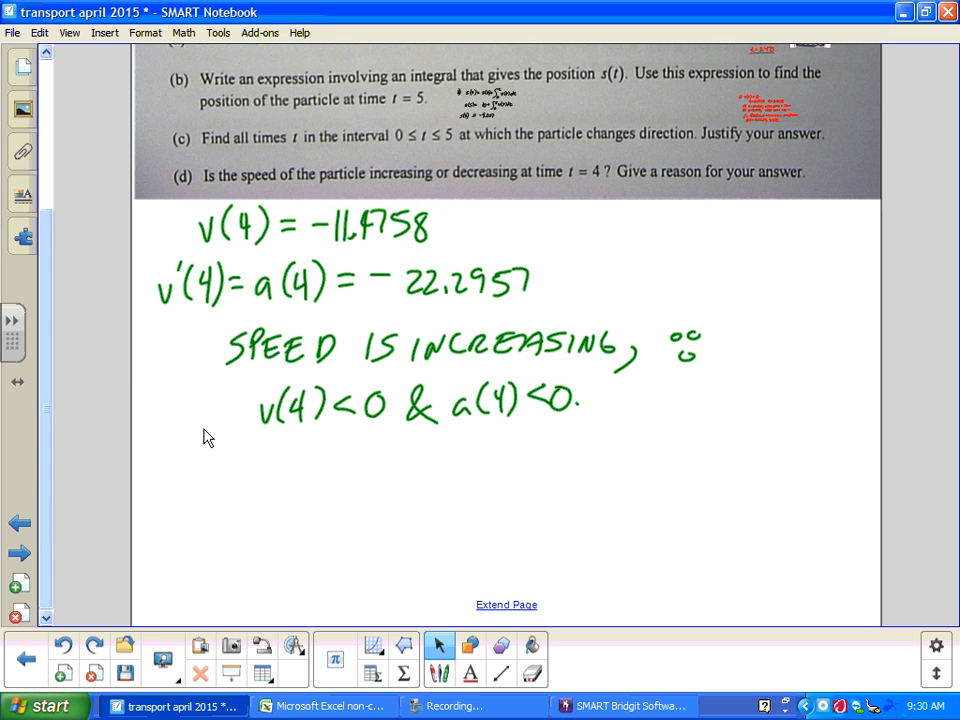 transport april 2015 * - SMART Notebook
File Edit View Insert Format Math Tools Add-ons Help
(b) Write an expression involving an integral that gives the position s(t). Use this expression to find the
position of the particle at time t = 5.
(c) Find all times t in the interval 0 ≤ t ≤ 5 at which the particle changes direction. Justify your answer.
(d) Is the speed of the particle increasing or decreasing at time t = 4 ? Give a reason for your answer.
v(4) = -11.4758
v'(4) = a(4) = - 22.2957
SPEED IS INCREASING,
v(4) < 0 & a(4) < 0.
Extend Page
start transport april 2015 *... Microsoft Excel non-c... Recording... SMART Bridgit Softwa... 9:30 AM